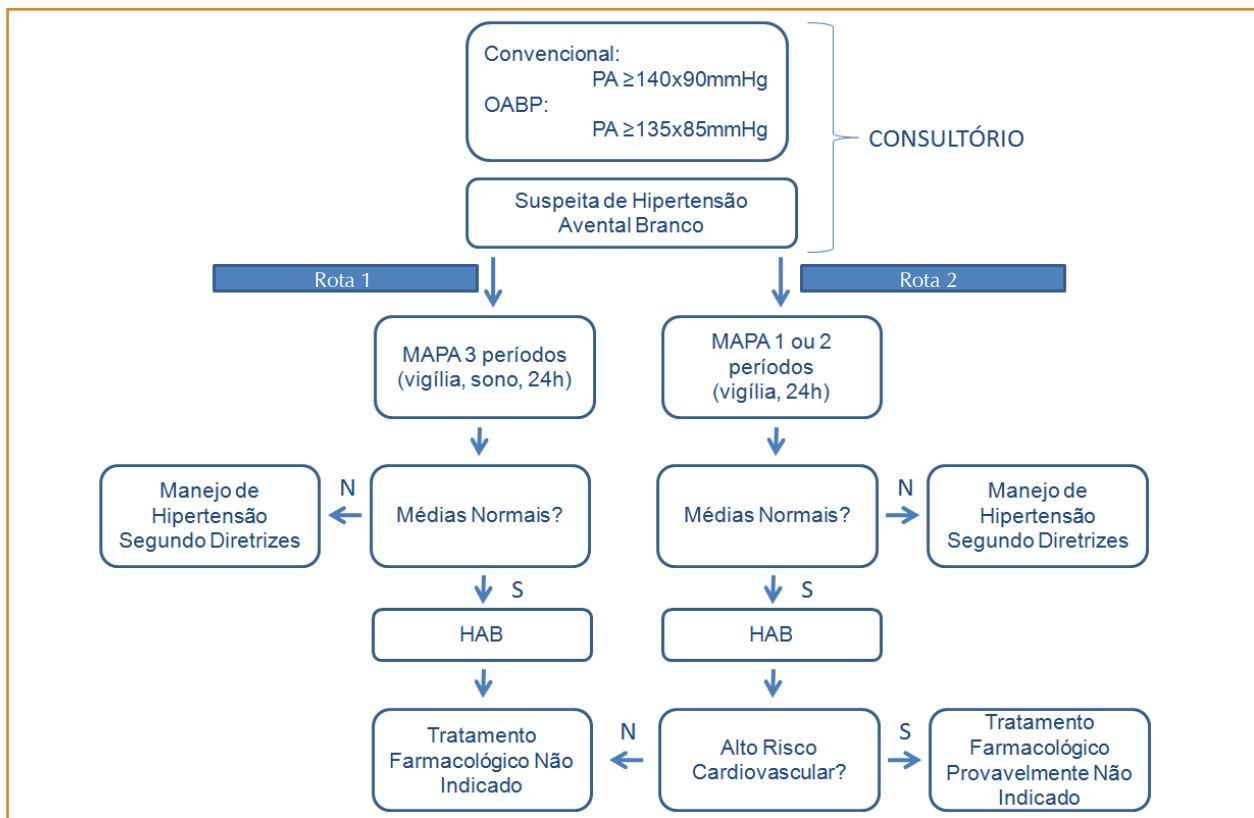 Convencional:
PA ≥140x90mmHg
OABP:
PA ≥135x85mmHg
CONSULTÓRIO
Suspeita de Hipertensão
Avental Branco
Rota 1
Rota 2
MAPA 3 períodos
(vigília, sono, 24h)
MAPA 1 ou 2
períodos
(vigília, 24h)
Manejo de
Hipertensão
Segundo Diretrizes
N
Médias Normais?
Médias Normais?
N
Manejo de
Hipertensão
Segundo Diretrizes
S
S
HAB
HAB
Tratamento
Farmacológico Não
Indicado
N
Alto Risco
Cardiovascular?
S
Tratamento
Farmacológico
Provavelmente Não
Indicado